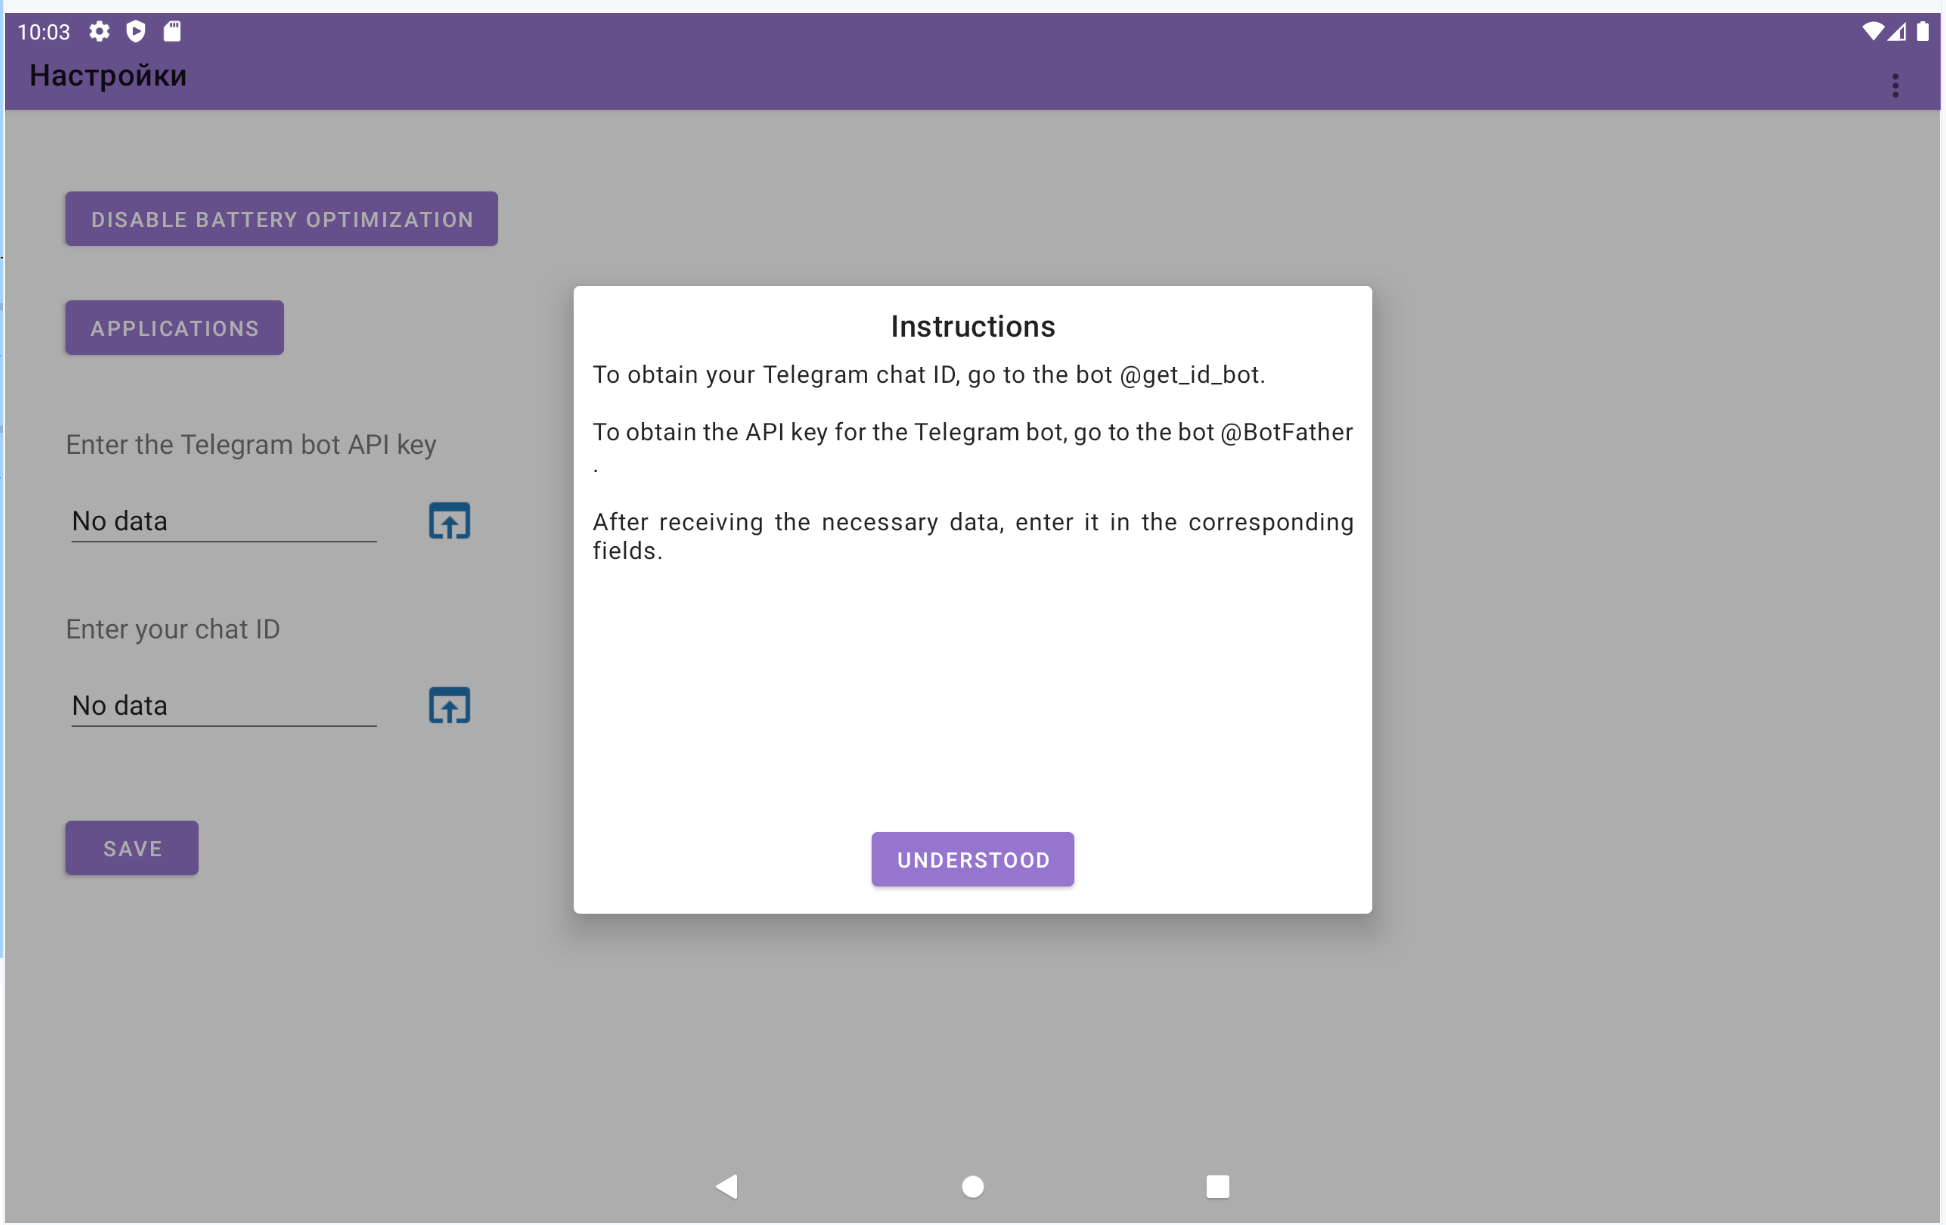 10:03
Настройки
DISABLE BATTERY OPTIMIZATION
APPLICATIONS
Enter the Telegram bot API key
No data
Enter your chat ID
No data
SAVE
Instructions
To obtain your Telegram chat ID, go to the bot @get_id_bot.
To obtain the API key for the Telegram bot, go to the bot @BotFather
.
After receiving the necessary data, enter it in the corresponding
fields.
UNDERSTOOD